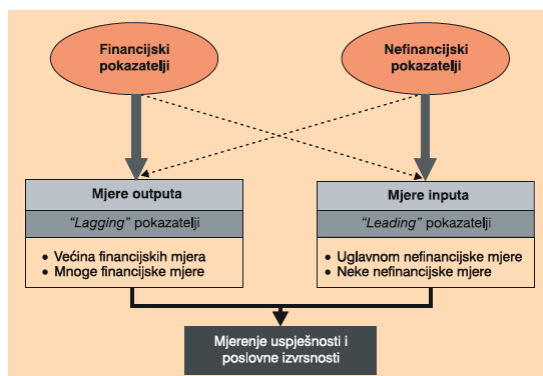 Financijski
pokazatelji
Nefinancijski
pokazatelji
Mjere outputa
"Lagging" pokazatelji
• Većina financijskih mjera
• Mnoge financijske mjere
Mjere inputa
"Leading" pokazatelji
• Uglavnom nefinancijske mjere
• Neke nefinancijske mjere
Mjerenje uspješnosti i
poslovne izvrsnosti